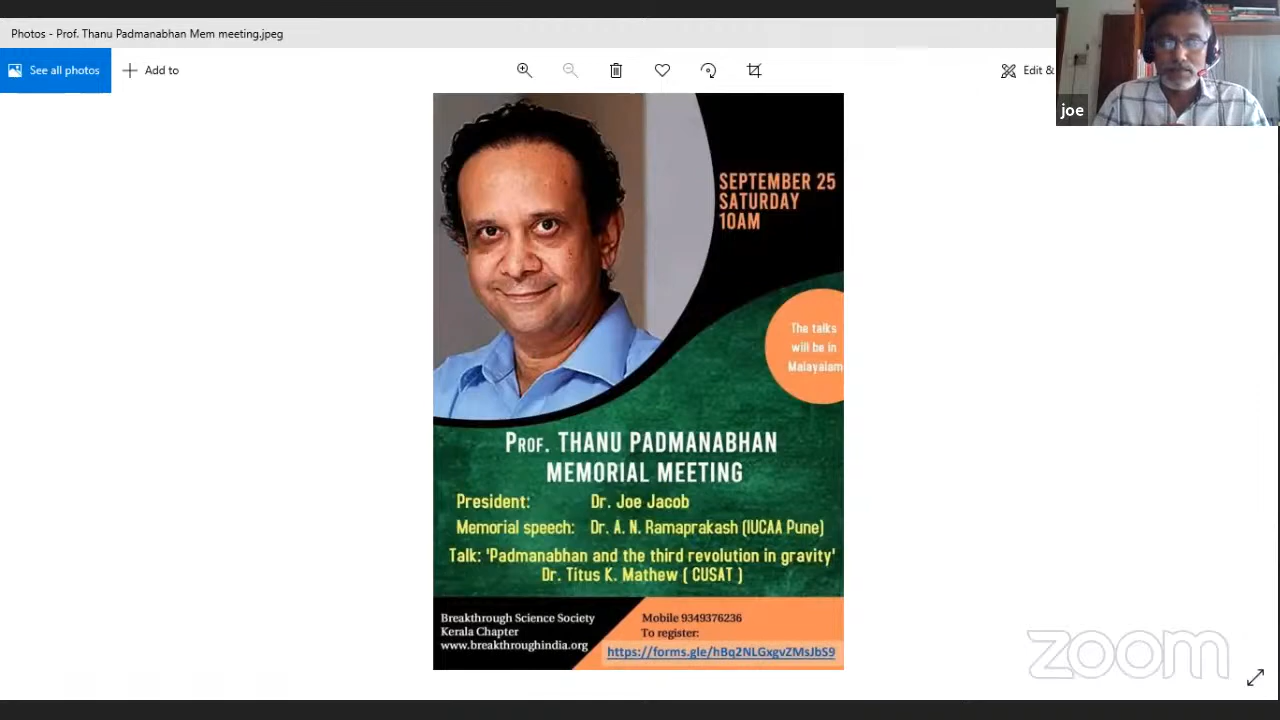 Photos - Prof. Thanu Padmanabhan Mem meeting.jpeg
See all photos
Add to
Edit &
joe
SEPTEMBER 25
SATURDAY
10AM
The talks
will be in
Malayalam
PROF. THANU PADMANABHAN
MEMORIAL MEETING
President: Dr. Joe Jacob
Memorial speech: Dr. A. N. Ramaprakash (IUCAA Pune)
Talk: 'Padmanabhan and the third revolution in gravity'
Dr. Titus K. Mathew ( CUSAT )
Breakthrough Science Society
Kerala Chapter
www.breakthroughindia.org
Mobile 9349376236
To register:
https://forms.gle/hBq2NLGxgvZMsJbS9
zoom